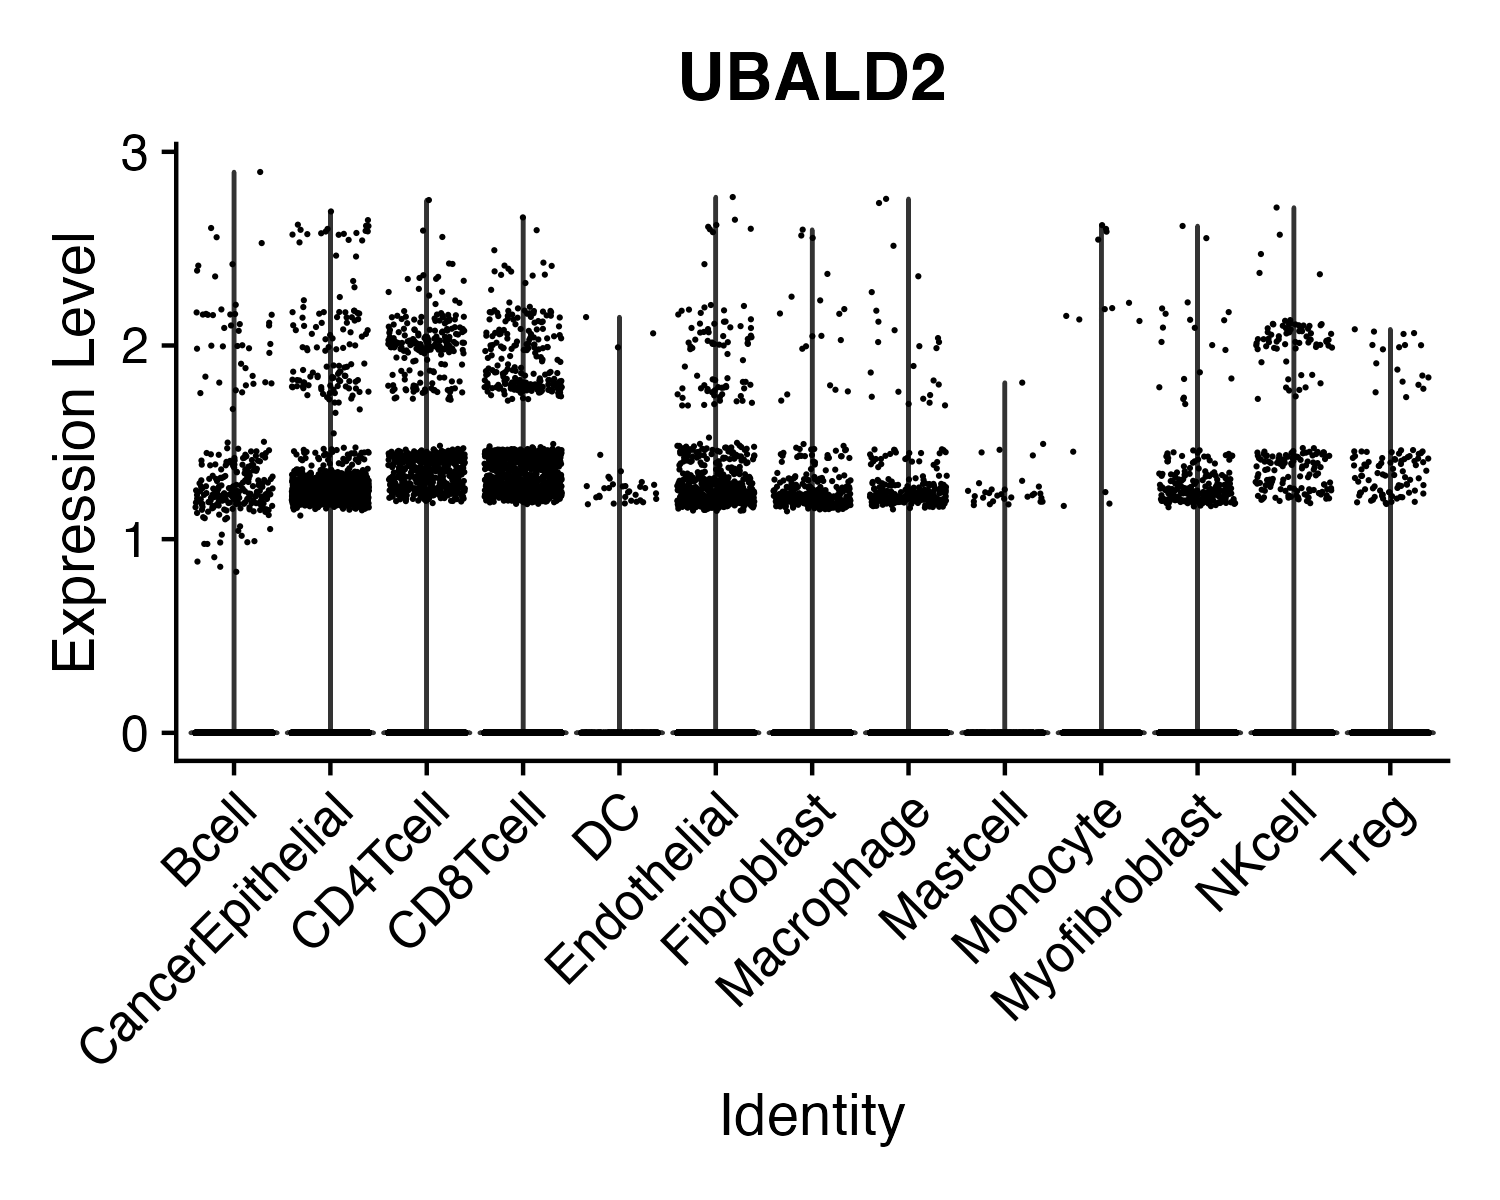 UBALD2
3
2
1
0
Expression Level
Bcell
CancerEpithelial
CD4Tcell
CD8Tcell
DC
Endothelial
Fibroblast
Macrophage
Mastcell
Monocyte
Myofibroblast
NKcell
Treg
Identity